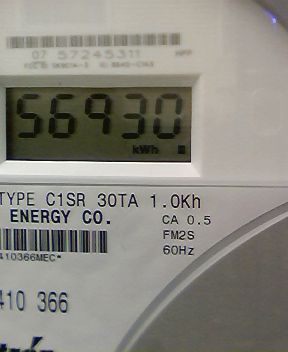 07 57245311
56930
kWh
TYPE C1SR 30TA 1.0Kh
ENERGY CO.
CA 0.5
FM2S
60Hz
410366MEC*
410 366